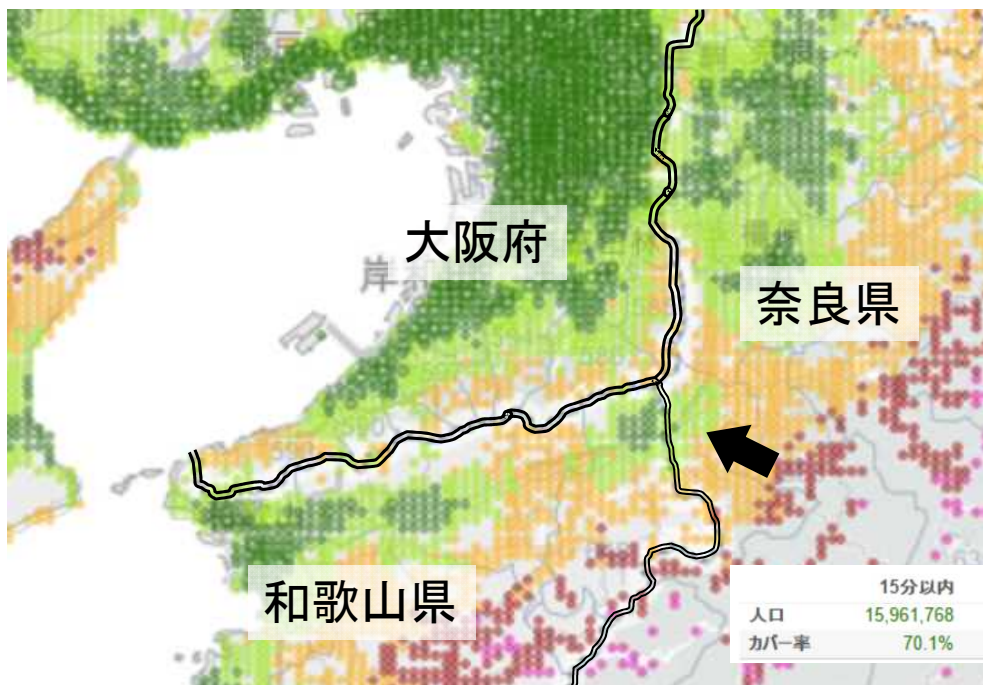 大阪府
岸
奈良県
和歌山県
15分以内
人口 15,961,768
カバー率 70.1%